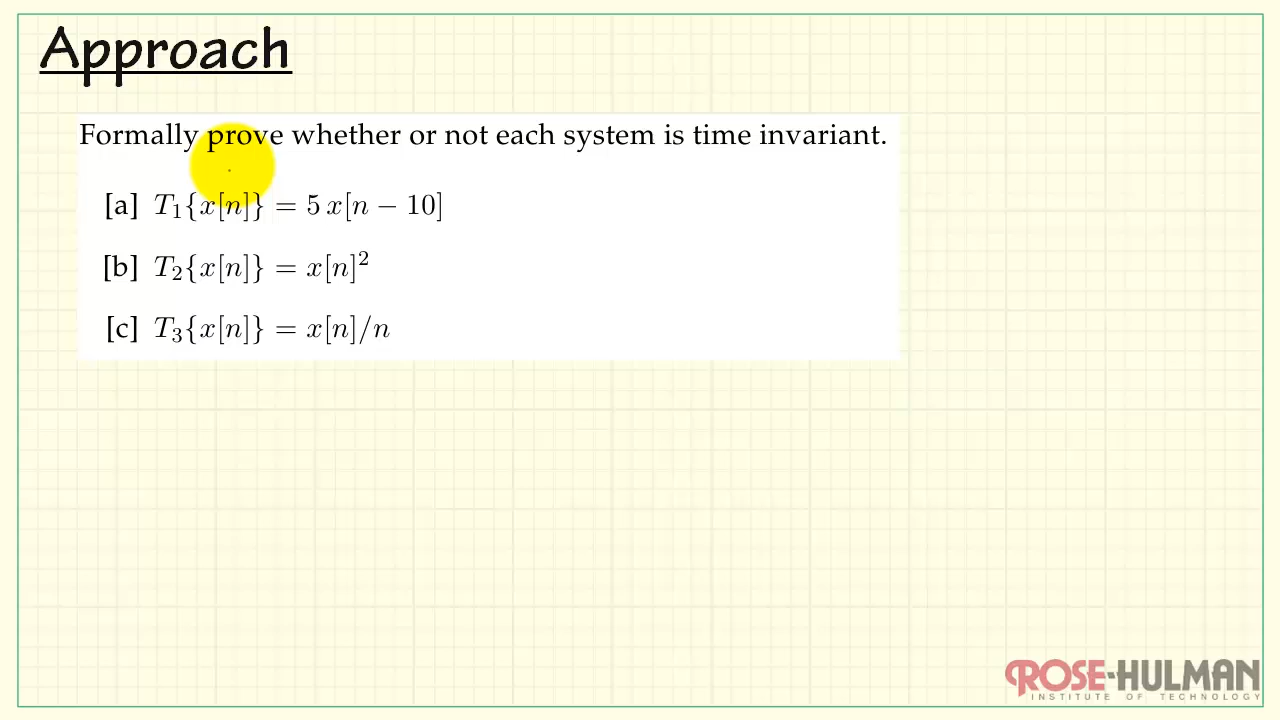 Approach
Formally prove whether or not each system is time invariant.
[a] T₁{x[n]} = 5 x[n − 10]
[b] T₂{x[n]} = x[n]²
[c] T₃{x[n]} = x[n]/n
ROSE-HULMAN
INSTITUTE OF TECHNOLOGY